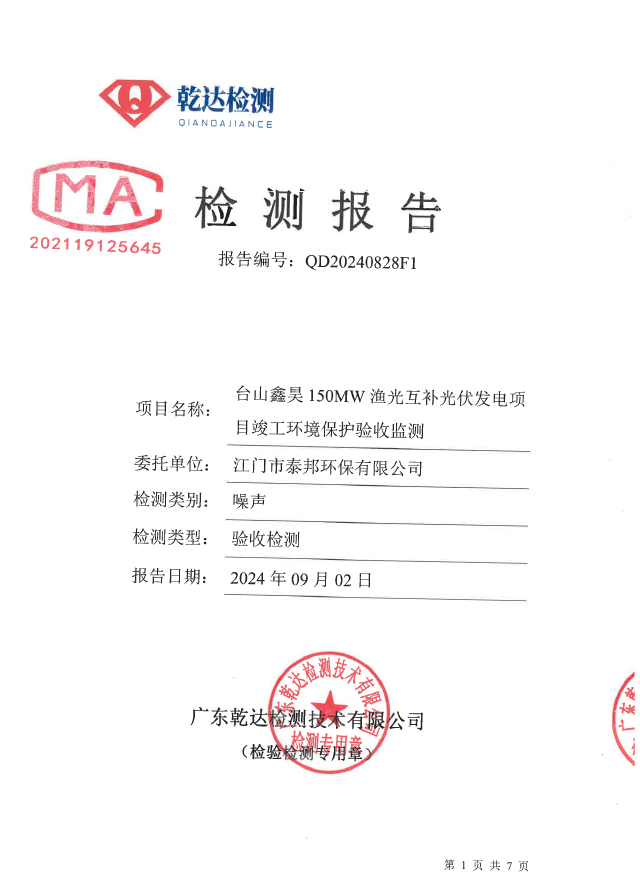 乾达检测
QIANDAJIANCE
MA
202119125645
检测报告
报告编号：QD20240828F1
项目名称：台山鑫昊 150MW 渔光互补光伏发电项
目竣工环境保护验收监测
委托单位：江门市泰邦环保有限公司
检测类别：噪声
检测类型：验收检测
报告日期：2024 年 09 月 02 日
广东乾达检测技术有限公司
检测专用章
广东乾达检测技术有限公司
（检验检测专用章）
广东
第 1 页 共 7 页